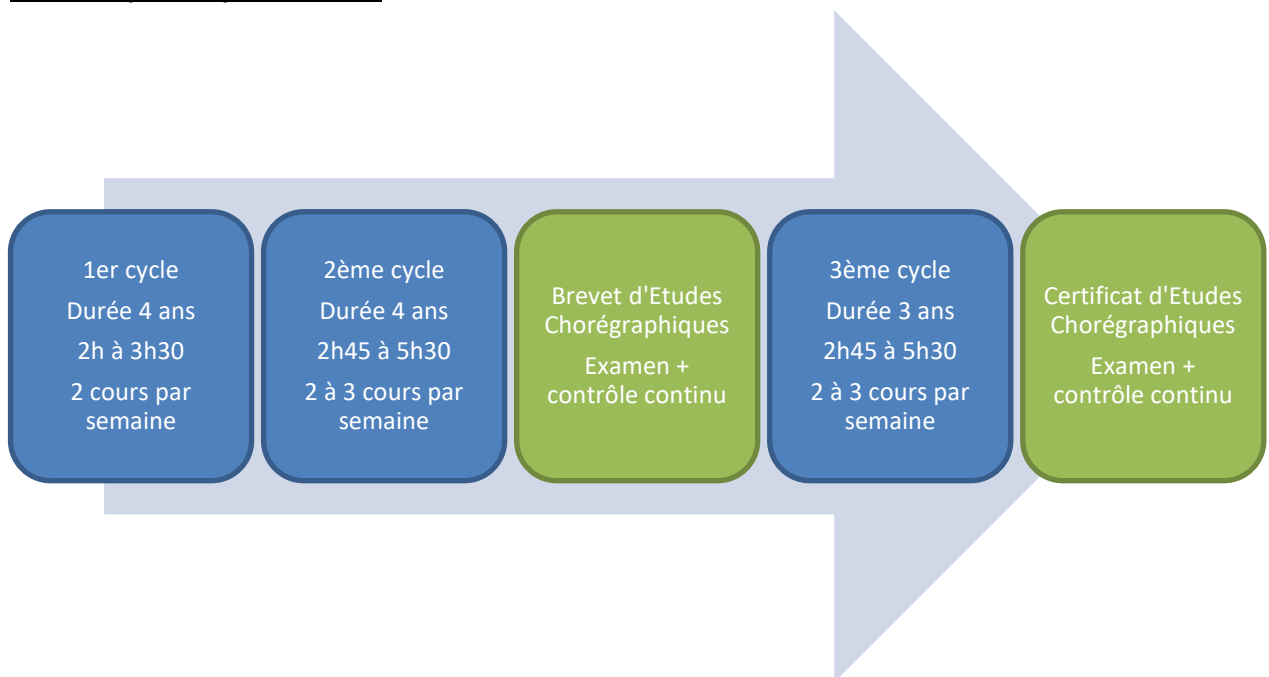 1er cycle
Durée 4 ans
2h à 3h30
2 cours par
semaine
2ème cycle
Durée 4 ans
2h45 à 5h30
2 à 3 cours par
semaine
Brevet d'Etudes
Chorégraphiques
Examen +
contrôle continu
3ème cycle
Durée 3 ans
2h45 à 5h30
2 à 3 cours par
semaine
Certificat d'Etudes
Chorégraphiques
Examen +
contrôle continu